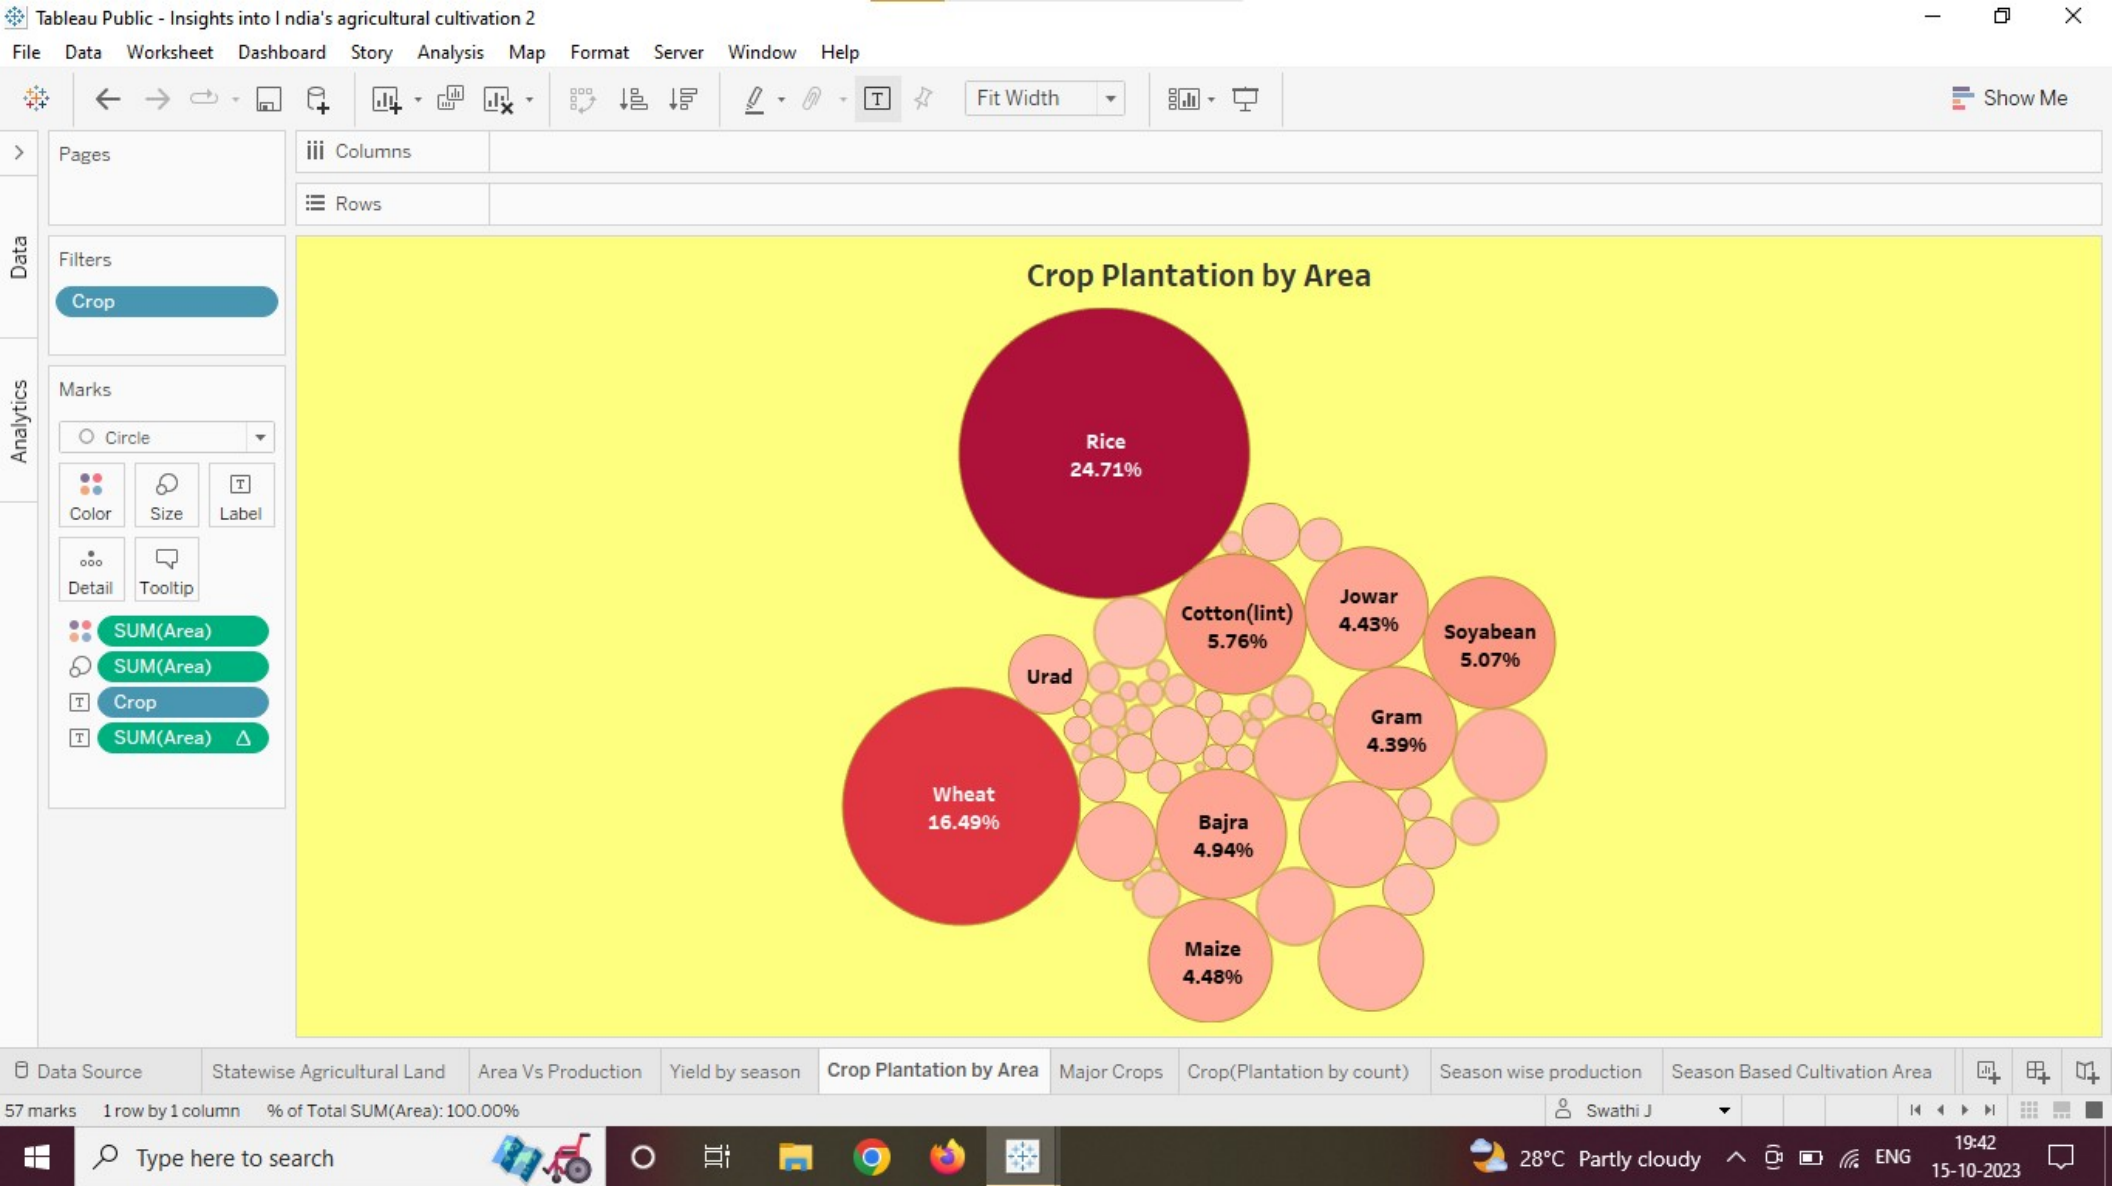 Tableau Public - Insights into I ndia's agricultural cultivation 2
File Data Worksheet Dashboard Story Analysis Map Format Server Window Help
Fit Width
Show Me
Pages
Columns
Rows
Data
Analytics
Filters
Crop
Marks
Circle
Color Size Label
Detail Tooltip
SUM(Area)
SUM(Area)
Crop
SUM(Area) Δ
Crop Plantation by Area
Rice
24.71%
Cotton(lint)
5.76%
Jowar
4.43%
Soyabean
5.07%
Urad
Gram
4.39%
Wheat
16.49%
Bajra
4.94%
Maize
4.48%
Data Source Statewise Agricultural Land Area Vs Production Yield by season Crop Plantation by Area Major Crops Crop(Plantation by count) Season wise production Season Based Cultivation Area
57 marks 1 row by 1 column % of Total SUM(Area): 100.00% Swathi J
Type here to search
28°C Partly cloudy ENG
19:42
15-10-2023